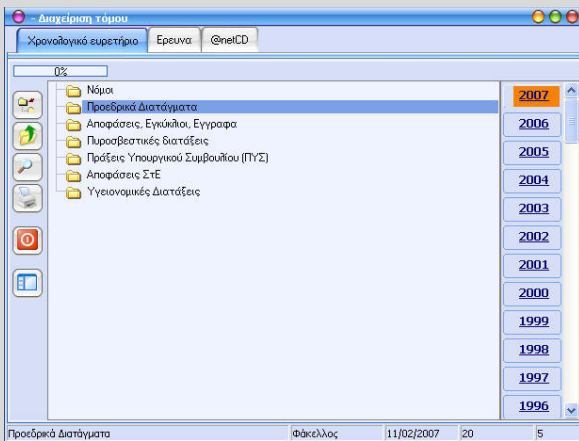 - Διαχείριση τόμου
Χρονολογικό ευρετήριο Ερευνα @netCD
0%
Νόμοι
Προεδρικά Διατάγματα
Αποφάσεις, Εγκύκλιοι, Εγγραφα
Πυροσβεστικές διατάξεις
Πράξεις Υπουργικού Συμβουλίου (ΠΥΣ)
Αποφάσεις ΣτΕ
Υγειονομικές Διατάξεις
2007
2006
2005
2004
2003
2002
2001
2000
1999
1998
1997
1996
Προεδρικά Διατάγματα Φάκελλος 11/02/2007 20 5